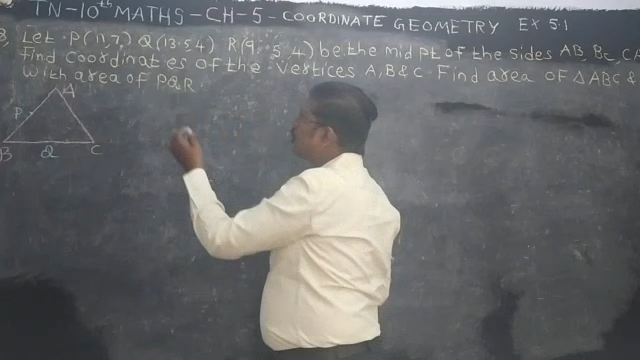 TN-10th MATHS-CH-5-COORDINATE GEOMETRY EX 5.1
8, Let P(11,7) Q(13.5,4) R(9.5,4) be the mid pt of the sides AB, BC, CA
Find Coordinates of the Vertices A, B & C. Find area of ΔABC &
With area of PQR.
A
P
B Q C